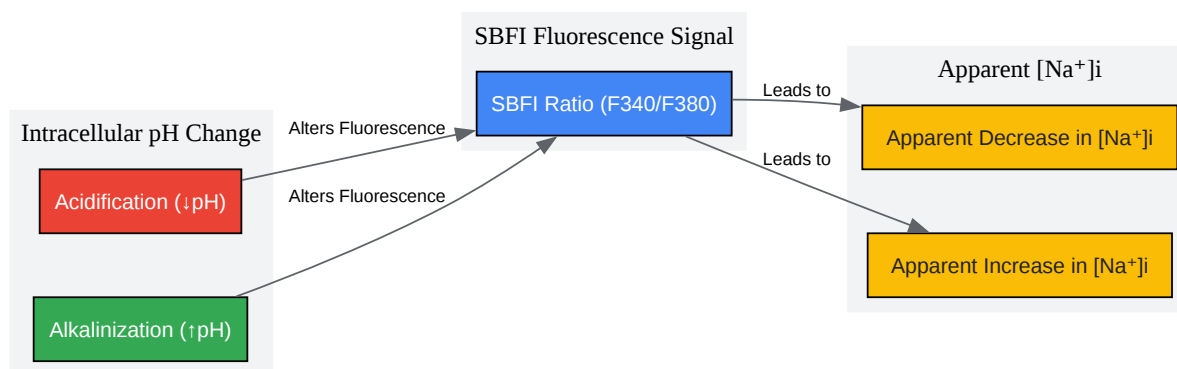 SBFI Fluorescence Signal
SBFI Ratio (F340/F380)
Intracellular pH Change
Acidification (↓pH)
Alkalinization (↑pH)
Alters Fluorescence
Alters Fluorescence
Leads to
Leads to
Apparent [Na⁺]i
Apparent Decrease in [Na⁺]i
Apparent Increase in [Na⁺]i